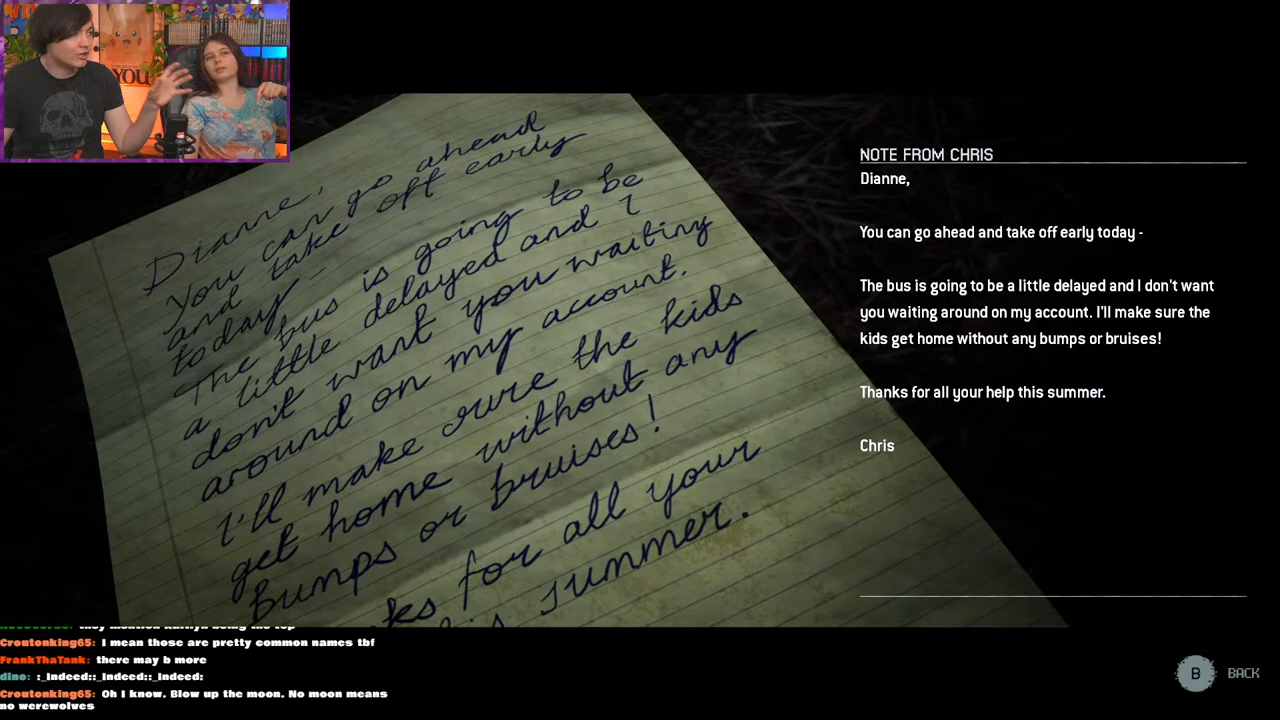 YOU
Dianne,
you can go ahead
and take off early
today -
The bus is going to be
a little delayed and I
don't want you waiting
around on my account.
I'll make sure the kids
get home without any
bumps or bruises!
ks for all your
summer.
NOTE FROM CHRIS
Dianne,
You can go ahead and take off early today -
The bus is going to be a little delayed and I don't want
you waiting around on my account. I'll make sure the
kids get home without any bumps or bruises!
Thanks for all your help this summer.
Chris
Croutonking65: I mean those are pretty common names tbf
FrankThaTank: there may b more
dino: :_Indeed::_Indeed::_Indeed:
Croutonking65: Oh I know. Blow up the moon. No moon means
no werewolves
B BACK